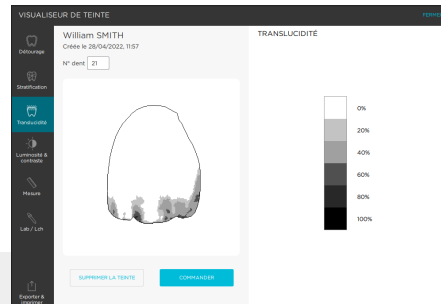 VISUALISEUR DE TEINTE
FERMER
Détourage
Stratification
Translucidité
Luminosité &
contraste
Mesure
Lab / Lch
Exporter &
imprimer
William SMITH
Créée le 28/04/2022, 11:57
N° dent 21
SUPPRIMER LA TEINTE
COMMANDER
TRANSLUCIDITÉ
0%
20%
40%
60%
80%
100%